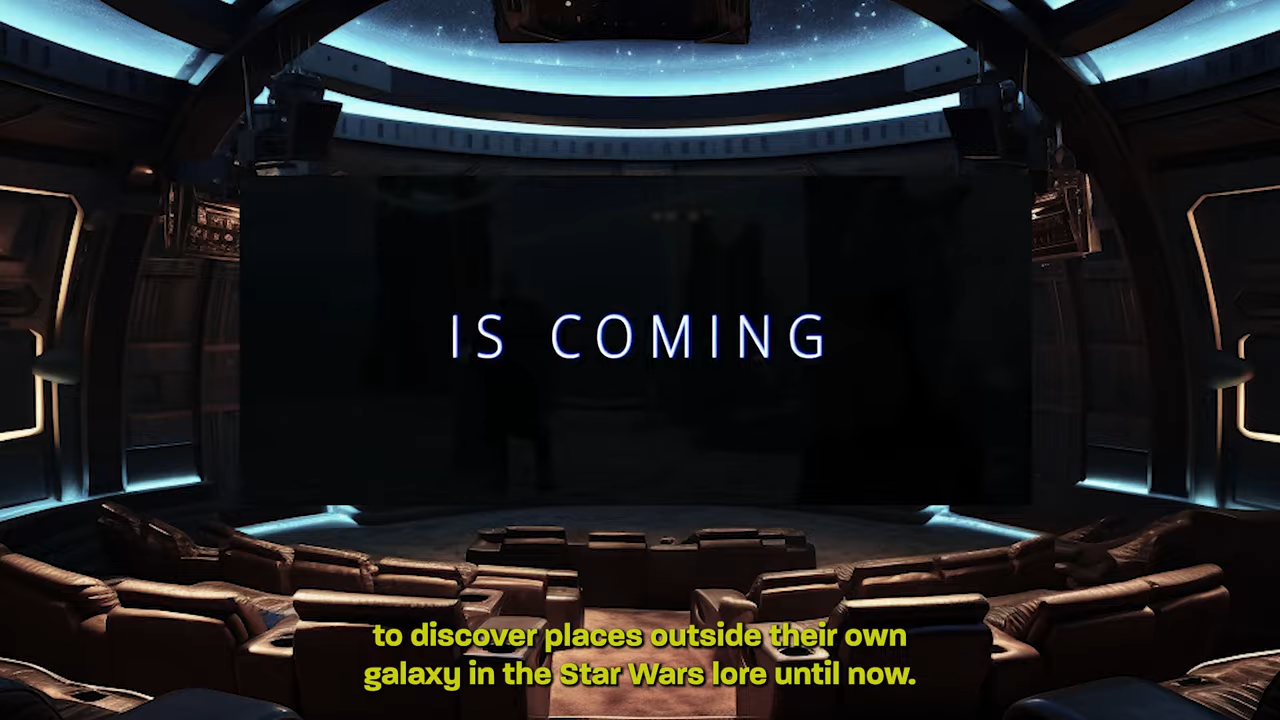 IS COMING
to discover places outside their own
galaxy in the Star Wars lore until now.